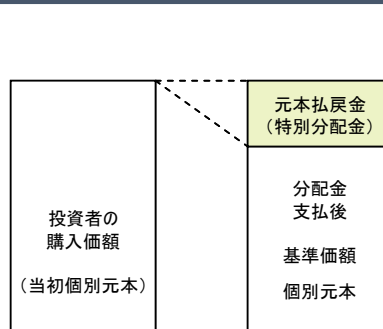 投資者の
購入価額
（当初個別元本）
元本払戻金
（特別分配金）
分配金
支払後
基準価額
個別元本